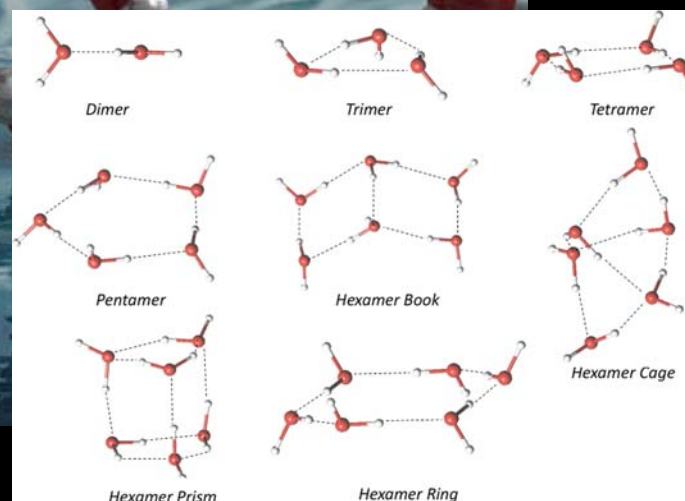 Dimer
Trimer
Tetramer
Pentamer
Hexamer Book
Hexamer Cage
Hexamer Prism
Hexamer Ring